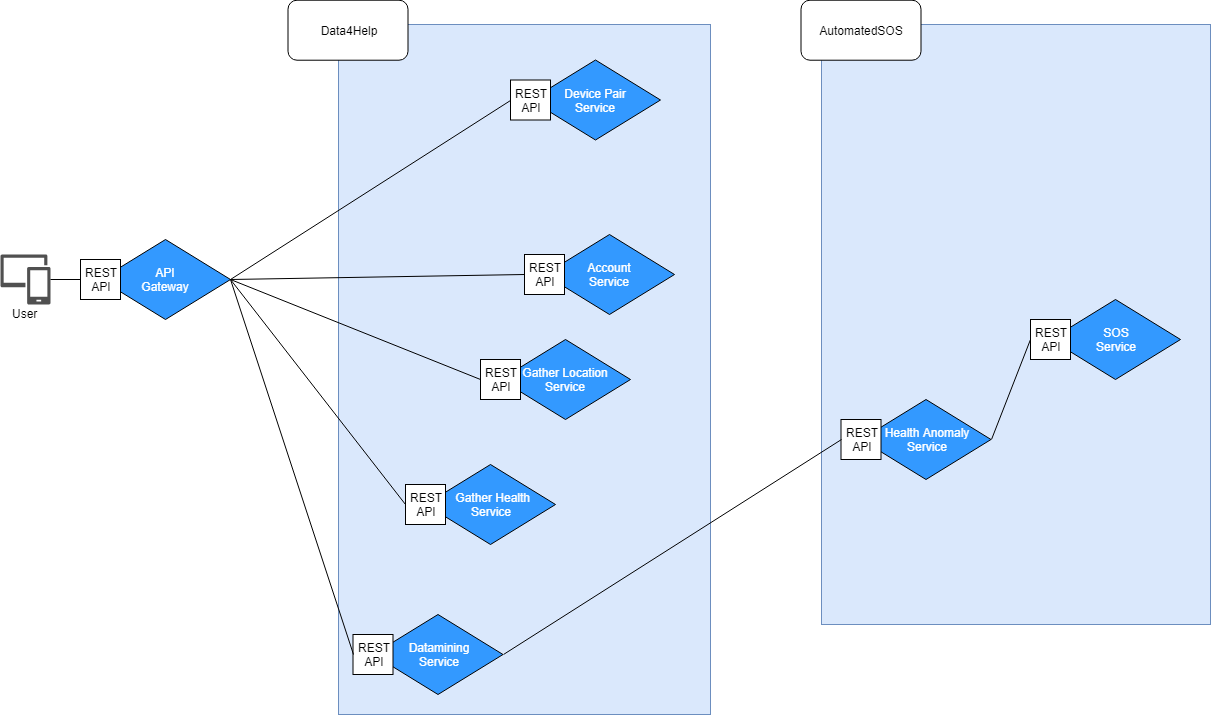 Data4Help
AutomatedSOS
REST
API
Device Pair
Service
User
REST
API
API
Gateway
REST
API
Account
Service
REST
API
Gather Location
Service
REST
API
Gather Health
Service
REST
API
Datamining
Service
REST
API
Health Anomaly
Service
REST
API
SOS
Service